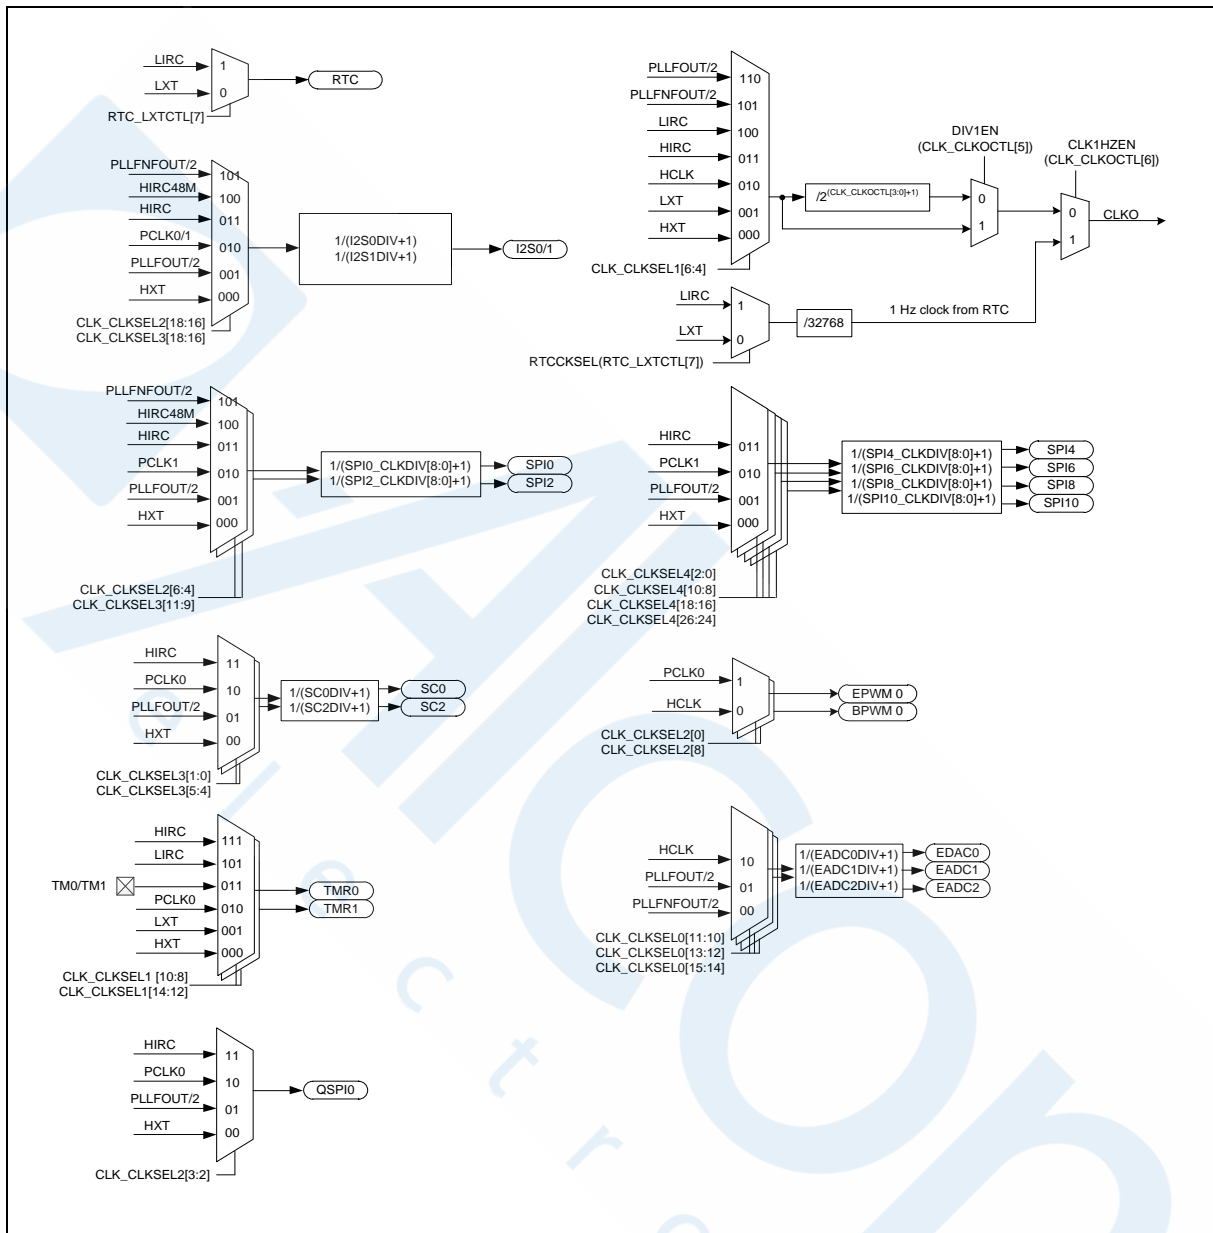 LIRC
1
LXT
0
RTC
RTC_LXTCTL[7]
PLLFNFOUT/2
101
HIRC48M
100
HIRC
011
PCLK0/1
010
PLLFOUT/2
001
HXT
000
1/(I2S0DIV+1)
1/(I2S1DIV+1)
I2S0/1
CLK_CLKSEL2[18:16]
CLK_CLKSEL3[18:16]
PLLFOUT/2
110
PLLFNFOUT/2
101
LIRC
100
HIRC
011
HCLK
010
LXT
001
HXT
000
CLK_CLKSEL1[6:4]
/2(CLK_CLKOCTL[3:0]+1)
DIV1EN
(CLK_CLKOCTL[5])
0
1
CLK1HZEN
(CLK_CLKOCTL[6])
0
1
CLKO
LIRC
1
LXT
0
/32768
1 Hz clock from RTC
RTCCKSEL(RTC_LXTCTL[7])
PLLFNFOUT/2
101
HIRC48M
100
HIRC
011
PCLK1
010
PLLFOUT/2
001
HXT
000
1/(SPI0_CLKDIV[8:0]+1)
1/(SPI2_CLKDIV[8:0]+1)
SPI0
SPI2
CLK_CLKSEL2[6:4]
CLK_CLKSEL3[11:9]
HIRC
011
PCLK1
010
PLLFOUT/2
001
HXT
000
1/(SPI4_CLKDIV[8:0]+1)
1/(SPI6_CLKDIV[8:0]+1)
1/(SPI8_CLKDIV[8:0]+1)
1/(SPI10_CLKDIV[8:0]+1)
SPI4
SPI6
SPI8
SPI10
CLK_CLKSEL4[2:0]
CLK_CLKSEL4[10:8]
CLK_CLKSEL4[18:16]
CLK_CLKSEL4[26:24]
HIRC
11
PCLK0
10
PLLFOUT/2
01
HXT
00
1/(SC0DIV+1)
1/(SC2DIV+1)
SC0
SC2
CLK_CLKSEL3[1:0]
CLK_CLKSEL3[5:4]
PCLK0
1
HCLK
0
EPWM 0
BPWM 0
CLK_CLKSEL2[0]
CLK_CLKSEL2[8]
HIRC
111
LIRC
101
TM0/TM1
011
PCLK0
010
LXT
001
HXT
000
TMR0
TMR1
CLK_CLKSEL1 [10:8]
CLK_CLKSEL1[14:12]
HCLK
10
PLLFOUT/2
01
PLLFNFOUT/2
00
1/(EADC0DIV+1)
1/(EADC1DIV+1)
1/(EADC2DIV+1)
EDAC0
EADC1
EADC2
CLK_CLKSEL0[11:10]
CLK_CLKSEL0[13:12]
CLK_CLKSEL0[15:14]
HIRC
11
PCLK0
10
PLLFOUT/2
01
HXT
00
QSPI0
CLK_CLKSEL2[3:2]